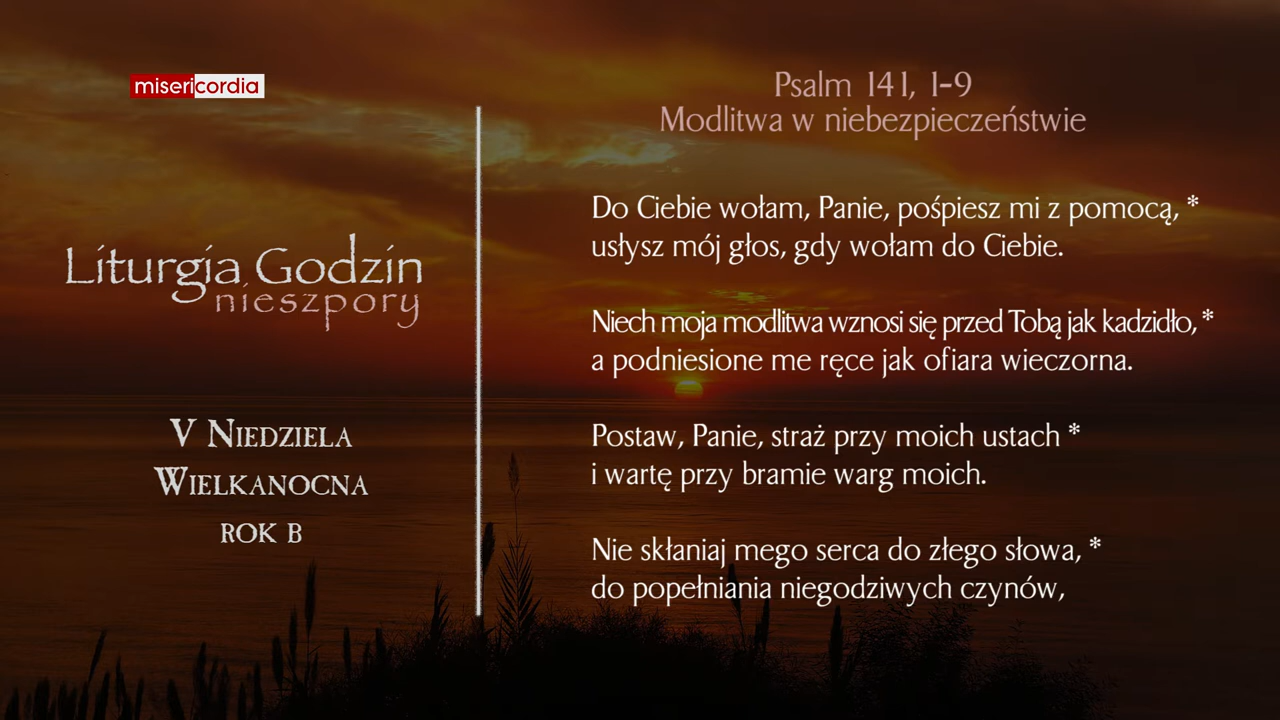 misericordia
Liturgia Godzin
nieszpory
V Niedziela
Wielkanocna
rok B
Psalm 141, 1-9
Modlitwa w niebezpieczeństwie
Do Ciebie wołam, Panie, pośpiesz mi z pomocą, *
usłysz mój głos, gdy wołam do Ciebie.
Niech moja modlitwa wznosi się przed Tobą jak kadzidło, *
a podniesione me ręce jak ofiara wieczorna.
Postaw, Panie, straż przy moich ustach *
i wartę przy bramie warg moich.
Nie skłaniaj mego serca do złego słowa, *
do popełniania niegodziwych czynów,